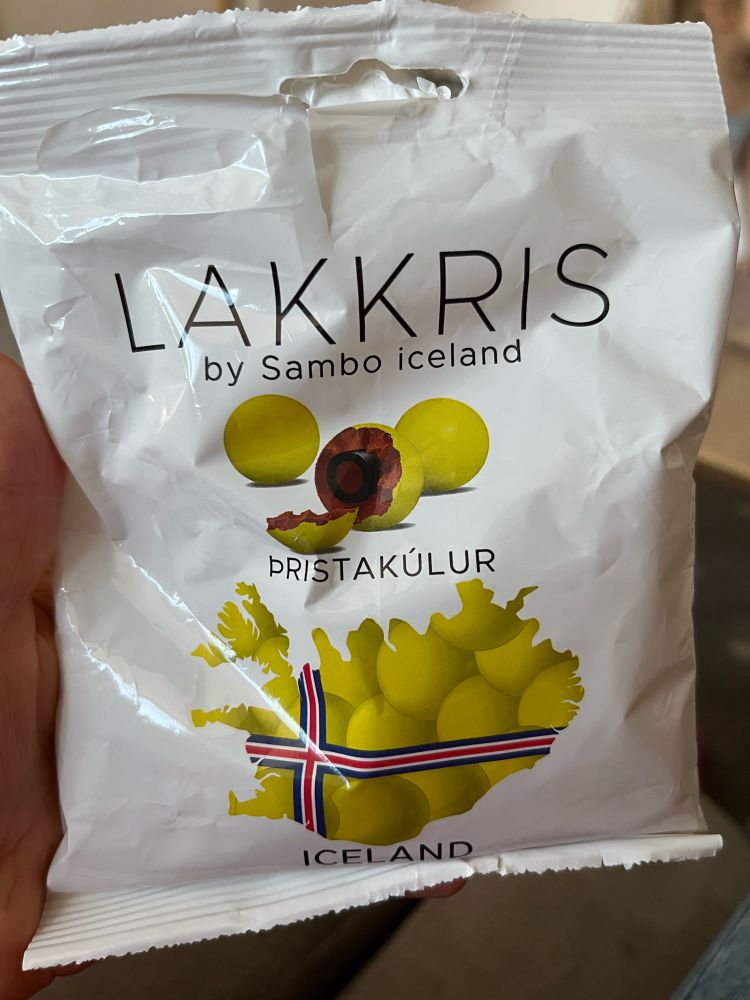 LAKKRIS
by Sambo iceland
ÞRISTAKÚLUR
ICELAND